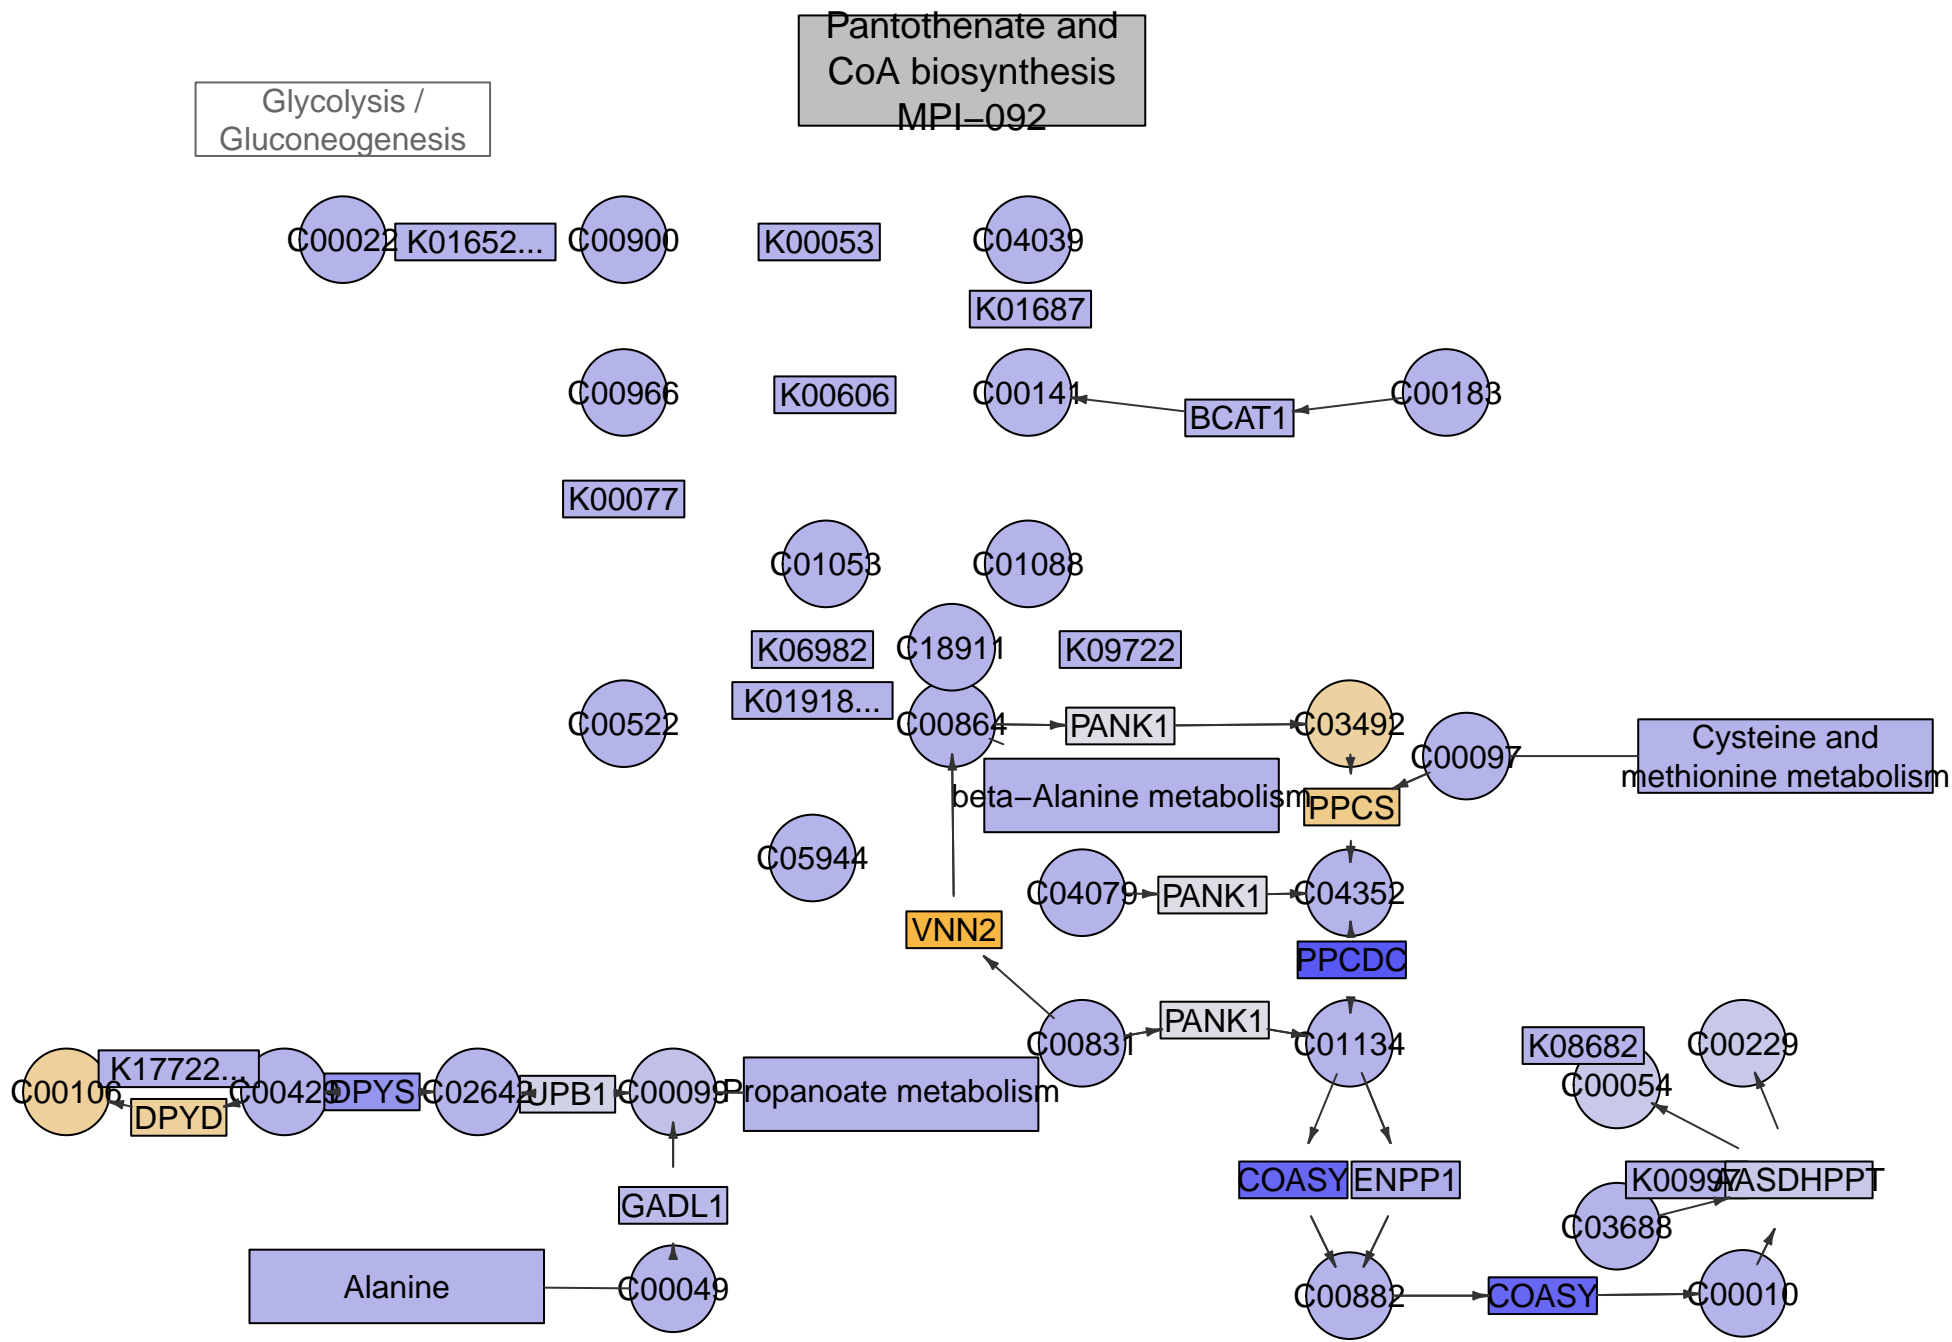 Pantothenate and
CoA biosynthesis
MPI−092
Glycolysis /
Gluconeogenesis
C00022
K01652...
C00900
K00053
C04039
K01687
C00966
K00606
C00141
BCAT1
C00183
K00077
C01053
C01088
K06982
C18911
K09722
K01918...
C00522
C00864
PANK1
C03492
C00097
Cysteine and
methionine metabolism
beta−Alanine metabolism
PPCS
C05944
C04079
PANK1
C04352
VNN2
PPCDC
C00831
PANK1
C01134
K08682
C00229
C00054
C00106
K17722...
DPYD
C00429
DPYS
C02642
UPB1
C00099
Propanoate metabolism
COASY
ENPP1
K00997
AASDHPPT
GADL1
C03688
Alanine
C00049
C00882
COASY
C00010